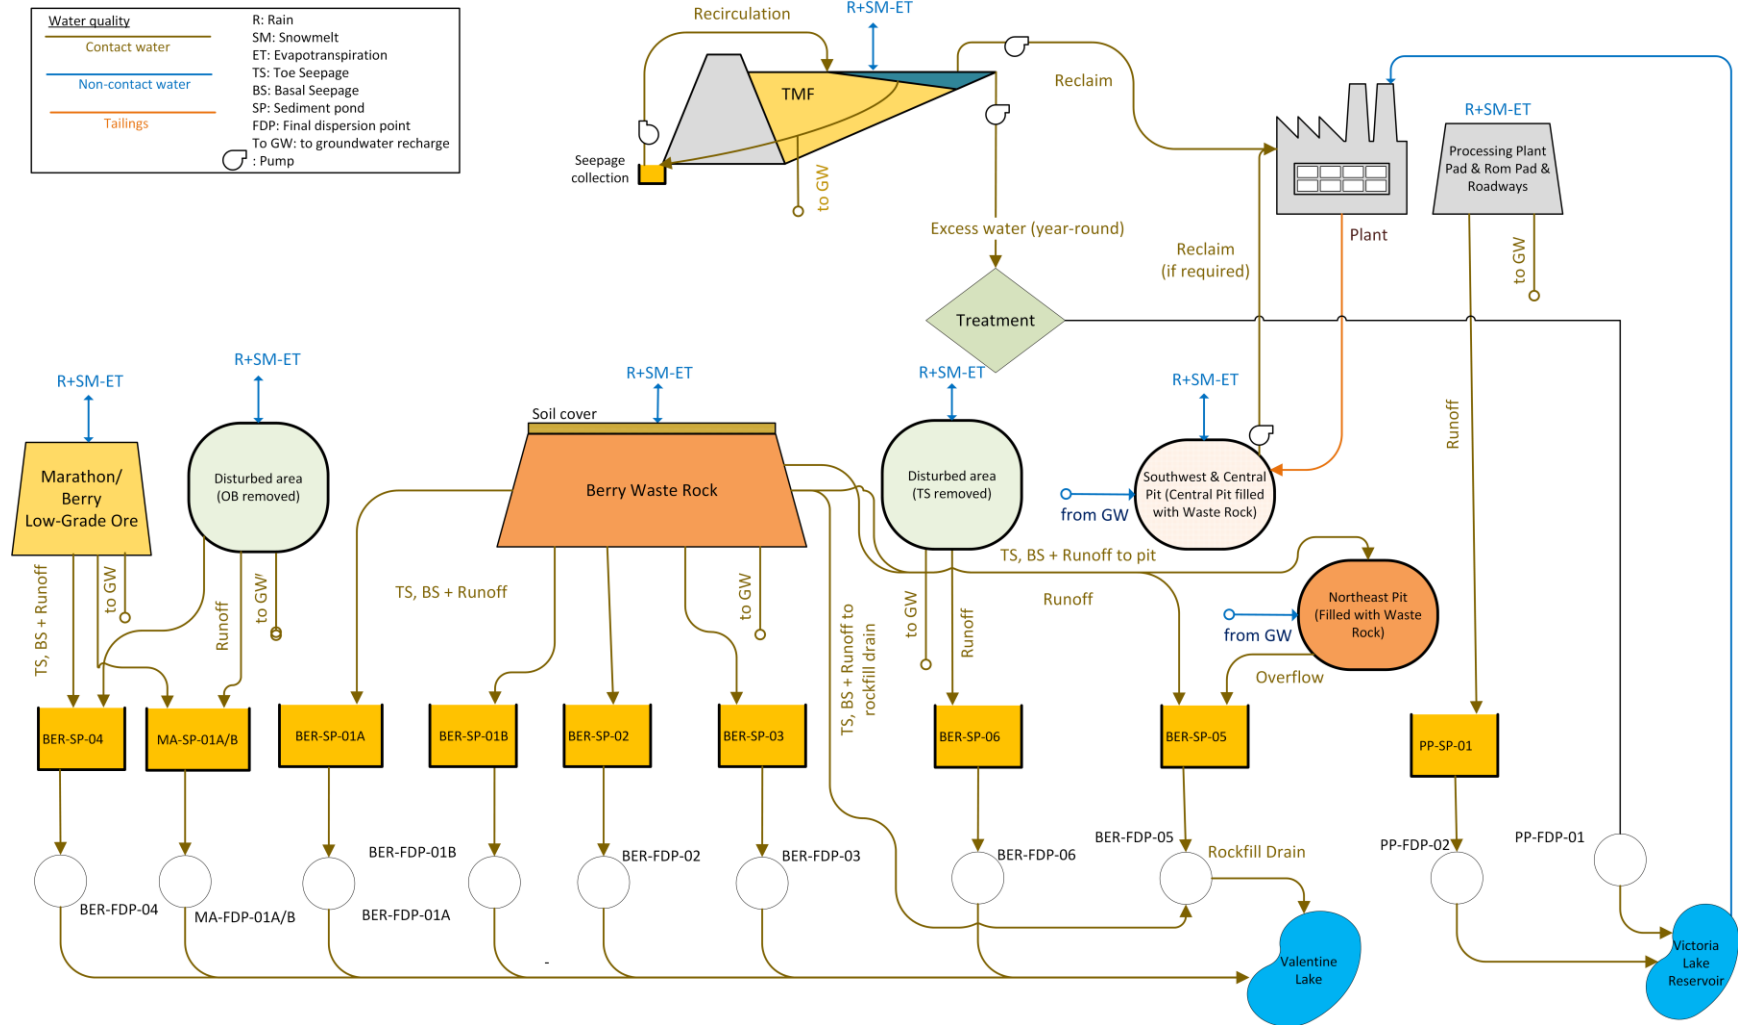 Water quality
Contact water
Non-contact water
Tailings
R: Rain
SM: Snowmelt
ET: Evapotranspiration
TS: Toe Seepage
BS: Basal Seepage
SP: Sediment pond
FDP: Final dispersion point
To GW: to groundwater recharge
: Pump
Recirculation
R+SM-ET
TMF
Reclaim
Seepage
collection
to GW
Excess water (year-round)
Treatment
Reclaim
(if required)
Plant
R+SM-ET
Processing Plant
Pad & Rom Pad &
Roadways
to GW
Runoff
R+SM-ET
Marathon/
Berry
Low-Grade Ore
TS, BS + Runoff
to GW
R+SM-ET
Disturbed area
(OB removed)
Runoff
to GW'
R+SM-ET
Soil cover
Berry Waste Rock
TS, BS + Runoff
to GW
TS, BS + Runoff to
rockfill drain
R+SM-ET
Disturbed area
(TS removed)
to GW
Runoff
R+SM-ET
Southwest & Central
Pit (Central Pit filled
with Waste Rock)
from GW
TS, BS + Runoff to pit
Runoff
Northeast Pit
(Filled with Waste
Rock)
from GW
Overflow
BER-SP-04
MA-SP-01A/B
BER-SP-01A
BER-SP-01B
BER-SP-02
BER-SP-03
BER-SP-06
BER-SP-05
PP-SP-01
BER-FDP-04
MA-FDP-01A/B
BER-FDP-01A
BER-FDP-01B
BER-FDP-02
BER-FDP-03
BER-FDP-06
BER-FDP-05
Rockfill Drain
PP-FDP-02
PP-FDP-01
-
Valentine
Lake
Victoria
Lake
Reservoir